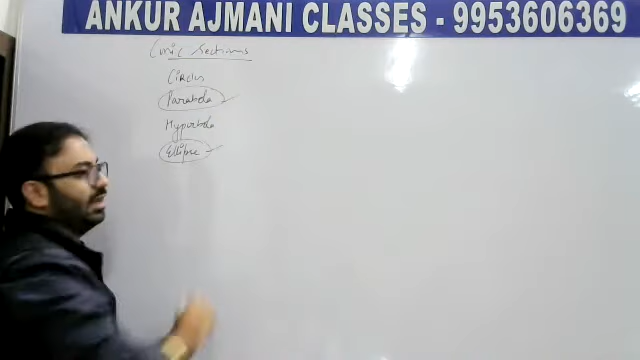 ANKUR AJMANI CLASSES - 9953606369
Conic Sections
Circles
Parabola
Hyperbola
Ellipse